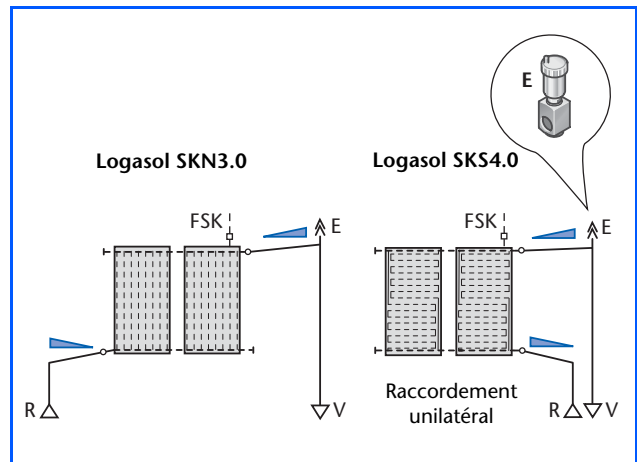 E
Logasol SKN3.0
Logasol SKS4.0
FSK
E
FSK
E
R
V
Raccordement
unilatéral
R
V